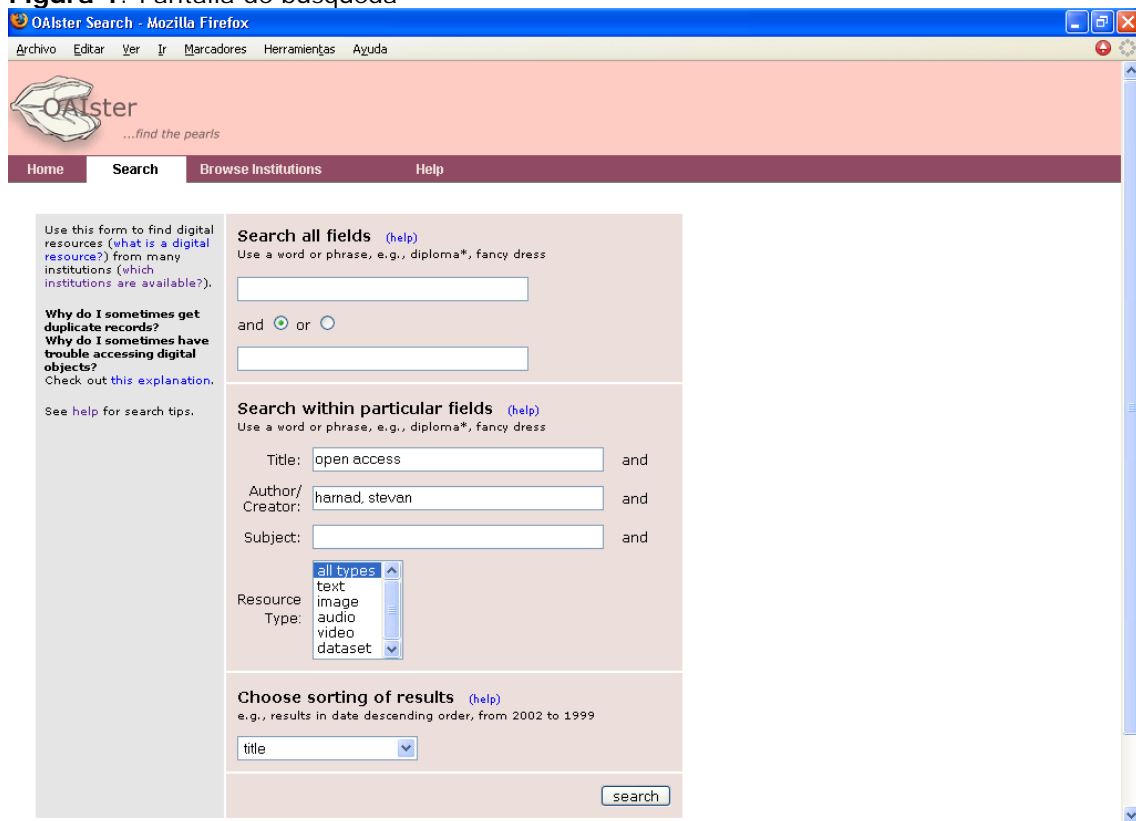 Figura 1. Pantalla de búsqueda
OAIster Search - Mozilla Firefox
Archivo Editar Ver Ir Marcadores Herramientas Ayuda
OAIster
...find the pearls
Home Search Browse Institutions Help
Use this form to find digital
resources (what is a digital
resource?) from many
institutions (which
institutions are available?).
Why do I sometimes get
duplicate records?
Why do I sometimes have
trouble accessing digital
objects?
Check out this explanation.
See help for search tips.
Search all fields (help)
Use a word or phrase, e.g., diploma*, fancy dress
and or
Search within particular fields (help)
Use a word or phrase, e.g., diploma*, fancy dress
Title: open access and
Author/
Creator: harnad, stevan and
Subject: and
Resource
Type:
all types
text
image
audio
video
dataset
Choose sorting of results (help)
e.g., results in date descending order, from 2002 to 1999
title
search